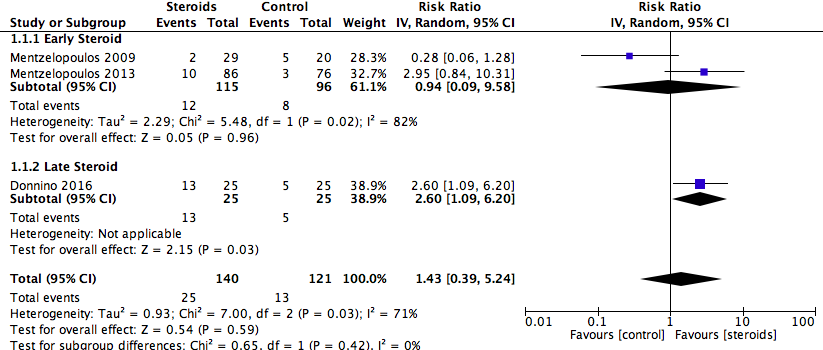 Steroids Control Risk Ratio Risk Ratio
Study or Subgroup Events Total Events Total Weight IV, Random, 95% CI IV, Random, 95% CI
1.1.1 Early Steroid
Mentzelopoulos 2009 2 29 5 20 28.3% 0.28 [0.06, 1.28]
Mentzelopoulos 2013 10 86 3 76 32.7% 2.95 [0.84, 10.31]
Subtotal (95% CI) 115 96 61.1% 0.94 [0.09, 9.58]
Total events 12 8
Heterogeneity: Tau² = 2.29; Chi² = 5.48, df = 1 (P = 0.02); I² = 82%
Test for overall effect: Z = 0.05 (P = 0.96)
1.1.2 Late Steroid
Donnino 2016 13 25 5 25 38.9% 2.60 [1.09, 6.20]
Subtotal (95% CI) 25 25 38.9% 2.60 [1.09, 6.20]
Total events 13 5
Heterogeneity: Not applicable
Test for overall effect: Z = 2.15 (P = 0.03)
Total (95% CI) 140 121 100.0% 1.43 [0.39, 5.24]
Total events 25 13
Heterogeneity: Tau² = 0.93; Chi² = 7.00, df = 2 (P = 0.03); I² = 71%
Test for overall effect: Z = 0.54 (P = 0.59)
Test for subgroup differences: Chi² = 0.65, df = 1 (P = 0.42), I² = 0%
0.01 0.1 1 10 100
Favours [control] Favours [steroids]